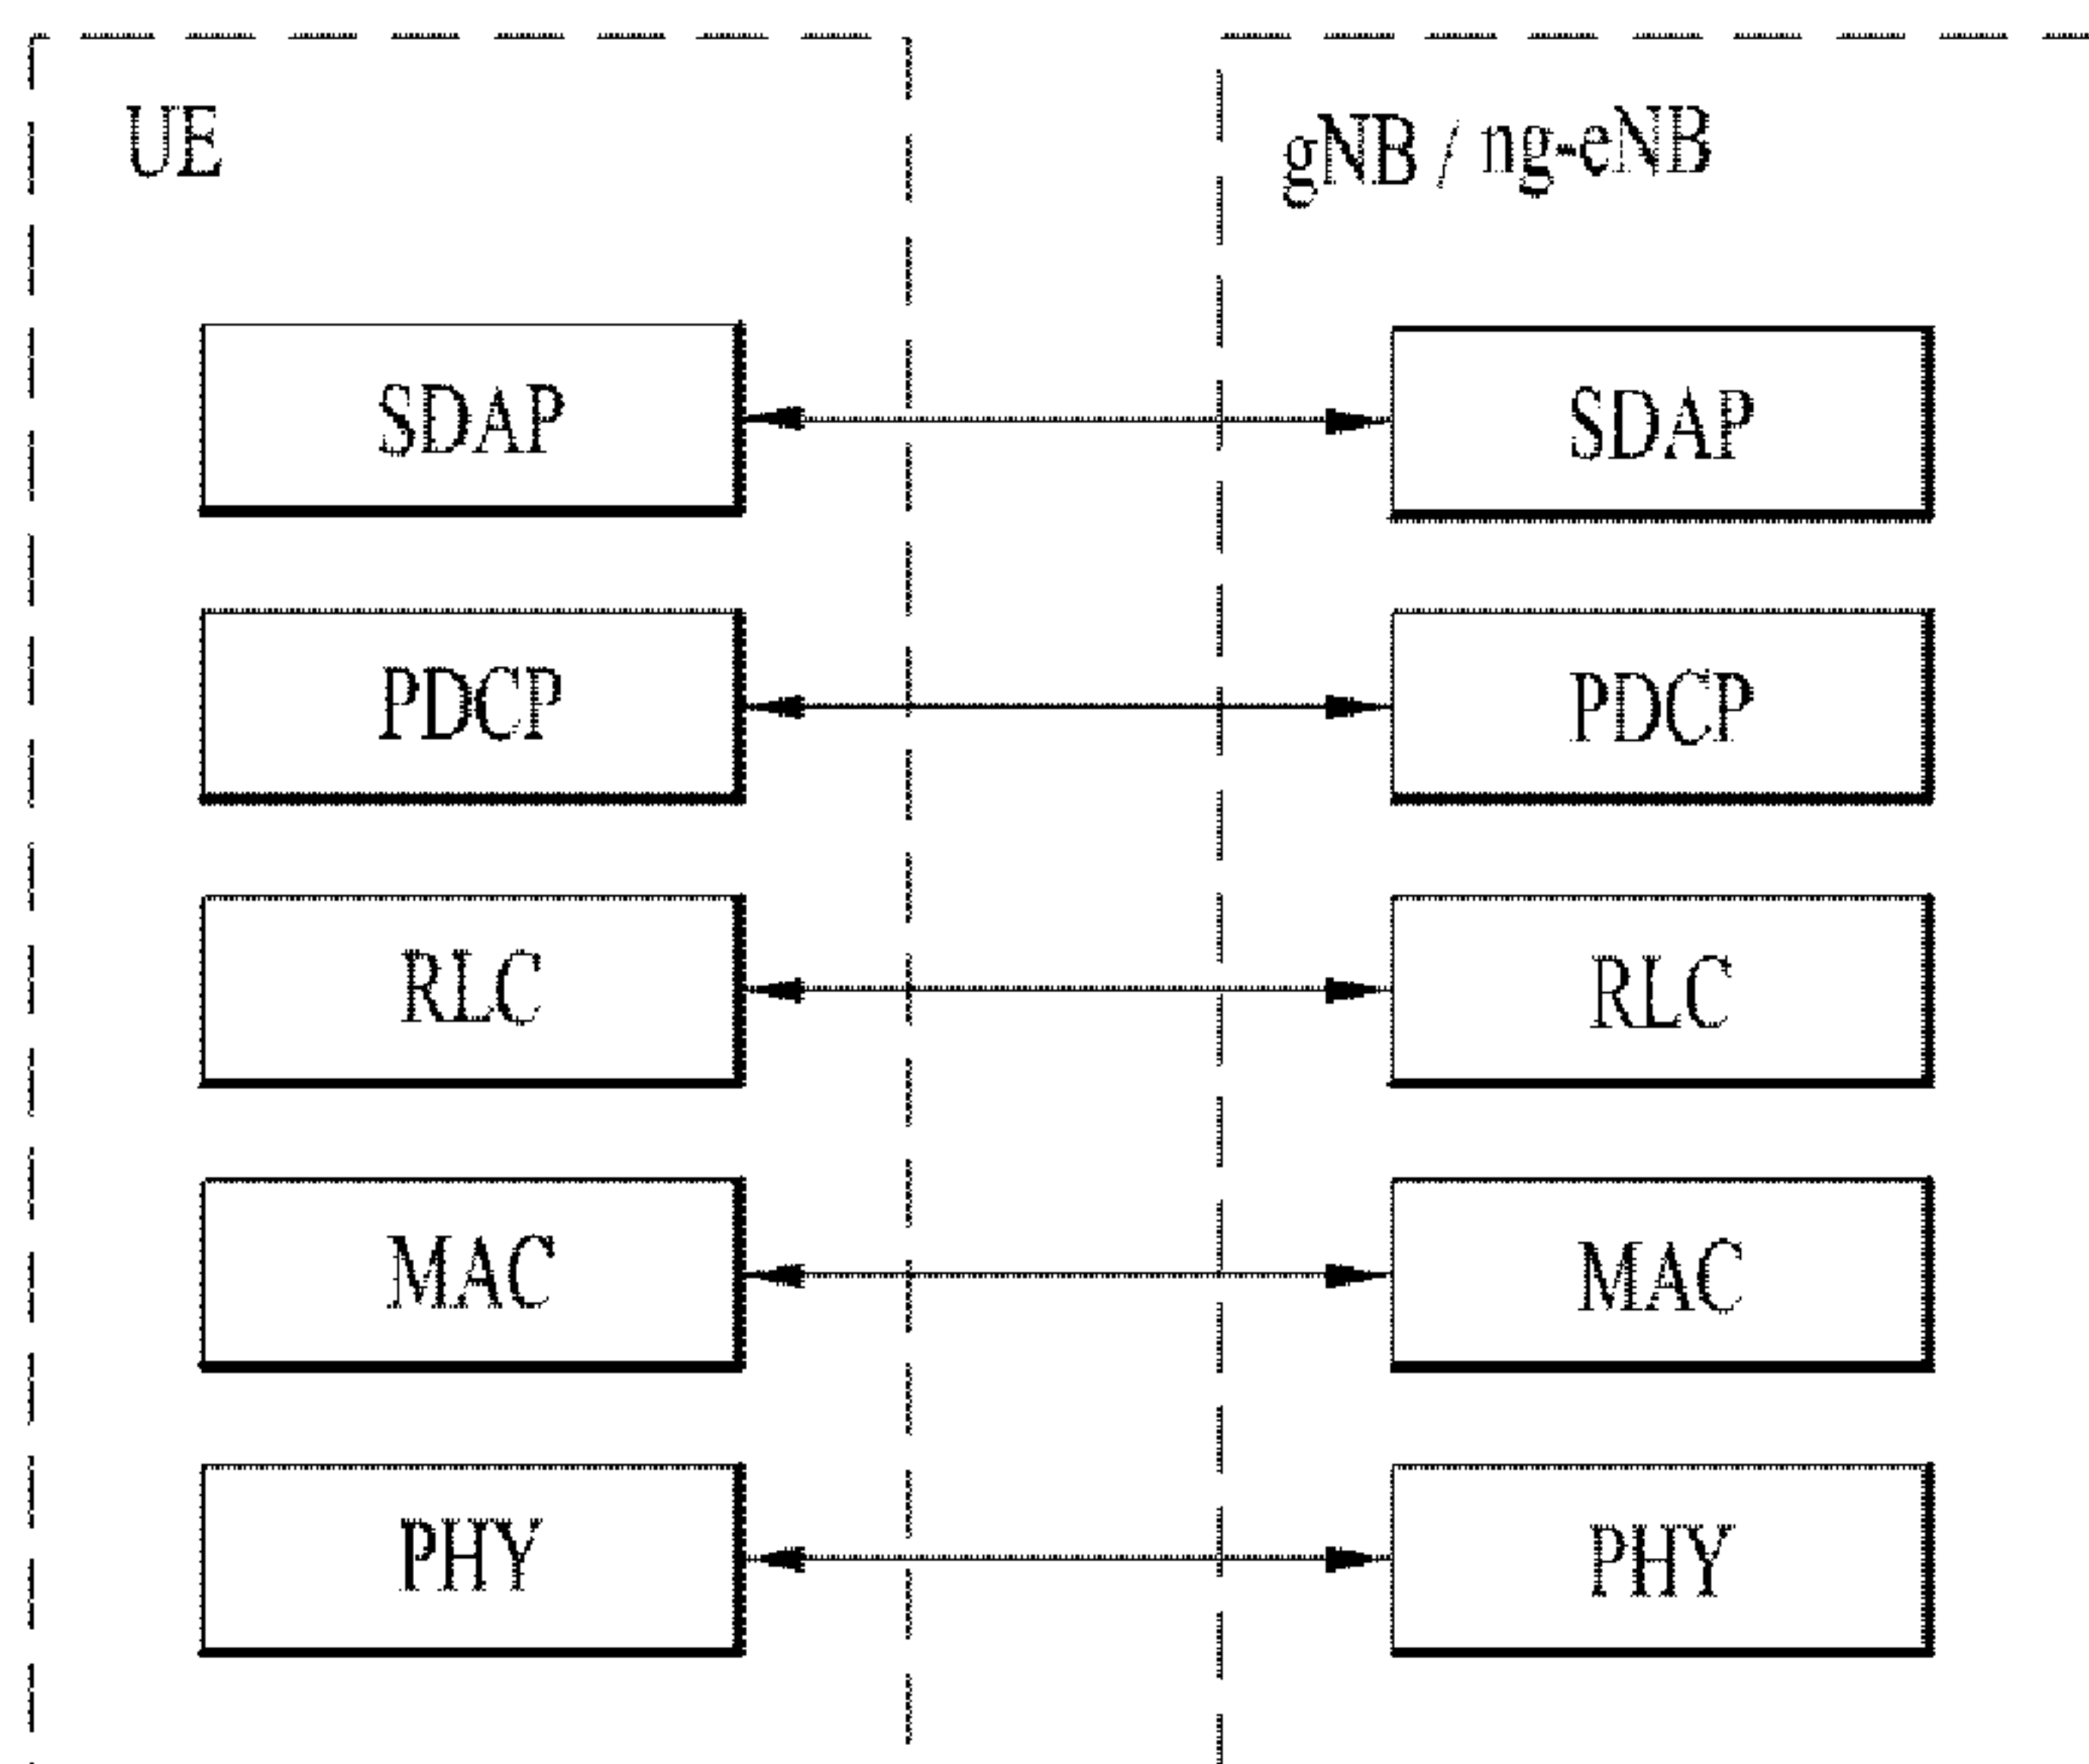 UE
gNB / ng-eNB
SDAP
SDAP
PDCP
PDCP
RLC
RLC
MAC
MAC
PHY
PHY